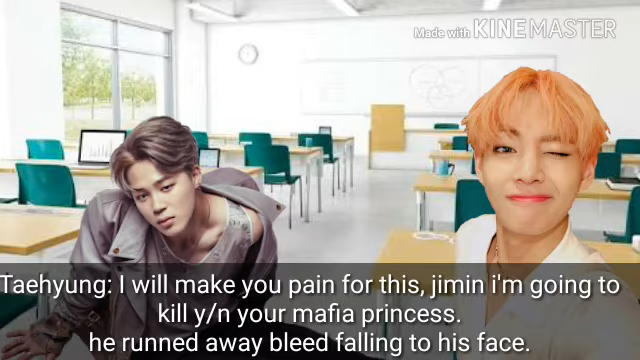 Made with KINEMASTER
Taehyung: I will make you pain for this, jimin i'm going to
kill y/n your mafia princess.
he runned away bleed falling to his face.